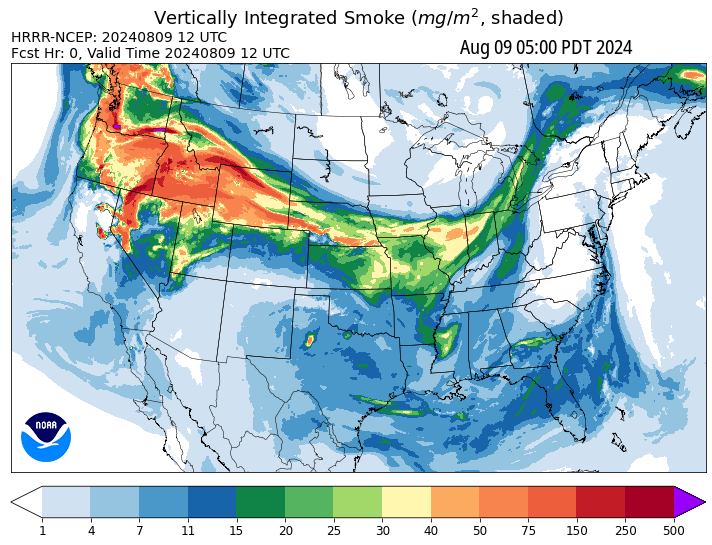 Vertically Integrated Smoke (mg/m², shaded)
HRRR-NCEP: 20240809 12 UTC
Fcst Hr: 0, Valid Time 20240809 12 UTC
Aug 09 05:00 PDT 2024
NOAA
1 4 7 11 15 20 25 30 40 50 75 150 250 500